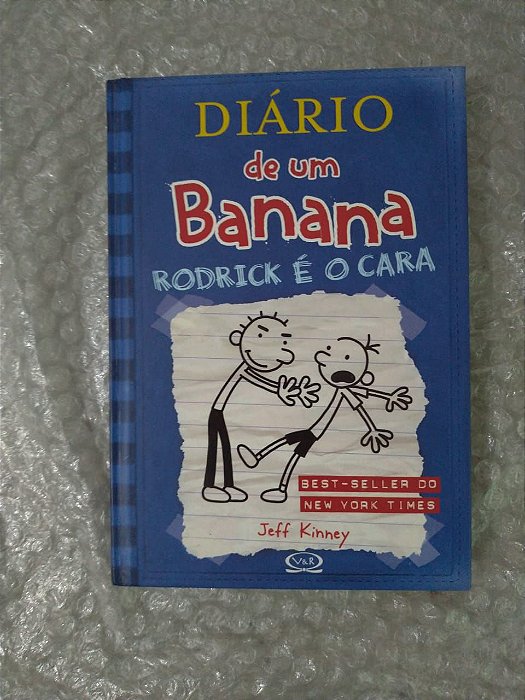 DIÁRIO
de um
Banana
RODRICK É O CARA
BEST-SELLER DO
NEW YORK TIMES
Jeff Kinney
V&R